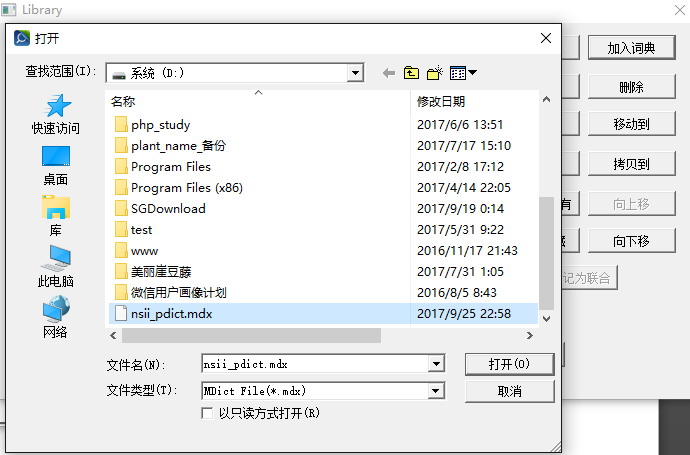 Library
打开
查找范围(I):
系统 (D:)
加入词典
删除
移动到
拷贝到
有
向上移
向下移
记为联合
快速访问
桌面
库
此电脑
网络
名称 修改日期
php_study 2017/6/6 13:51
plant_name_备份 2017/7/17 15:10
Program Files 2017/2/8 17:12
Program Files (x86) 2017/4/14 22:05
SGDownload 2017/9/19 0:14
test 2017/5/31 9:22
www 2016/11/17 21:43
美丽崖豆藤 2017/7/31 1:05
微信用户画像计划 2016/8/5 8:43
nsii_pdict.mdx 2017/9/25 22:58
文件名(N): nsii_pdict.mdx 打开(O)
文件类型(T): MDict File(*.mdx) 取消
以只读方式打开(R)